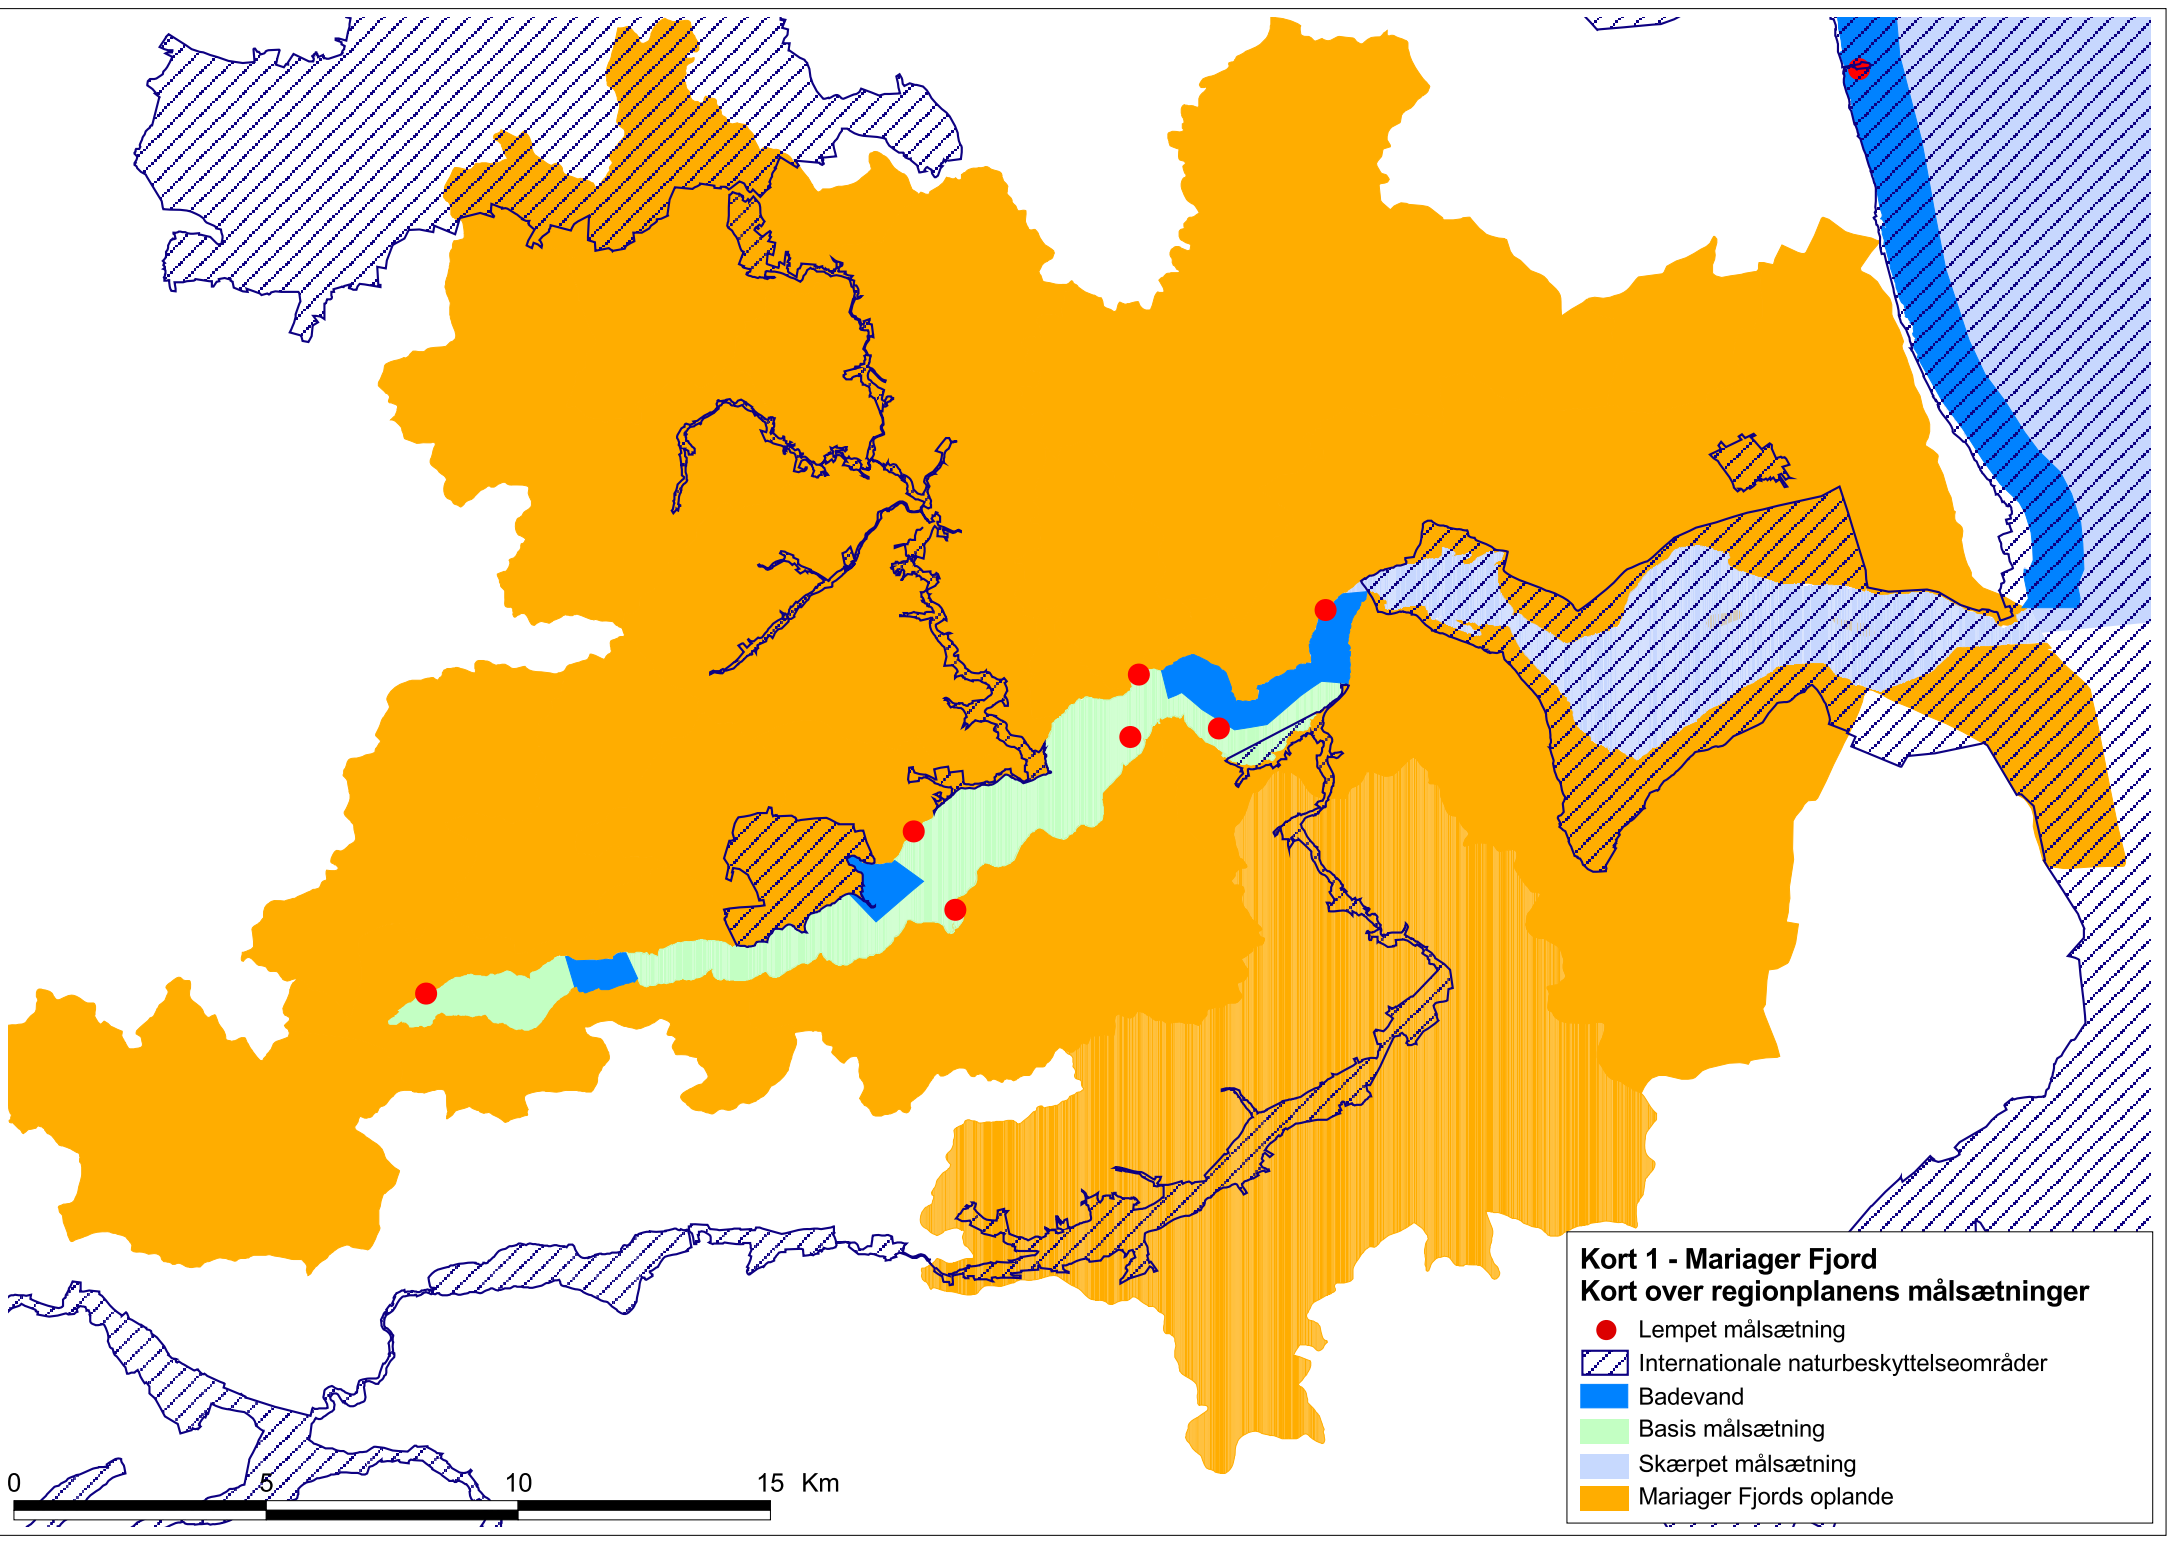 Kort 1 - Mariager Fjord
Kort over regionplanens målsætninger
Lempet målsætning
Internationale naturbeskyttelseområder
Badevand
Basis målsætning
Skærpet målsætning
Mariager Fjords oplande
0 5 10 15 Km